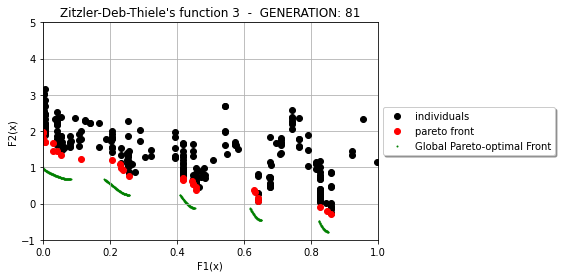 Zitzler-Deb-Thiele's function 3 - GENERATION: 81
5
4
3
2
1
0
-1
F2(x)
0.0 0.2 0.4 0.6 0.8 1.0
F1(x)
individuals
pareto front
Global Pareto-optimal Front